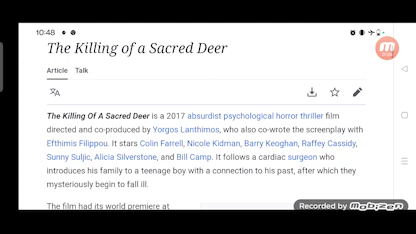 10:48
The Killing of a Sacred Deer
Article Talk
The Killing Of A Sacred Deer is a 2017 absurdist psychological horror thriller film
directed and co-produced by Yorgos Lanthimos, who also co-wrote the screenplay with
Efthimis Filippou. It stars Colin Farrell, Nicole Kidman, Barry Keoghan, Raffey Cassidy,
Sunny Suljic, Alicia Silverstone, and Bill Camp. It follows a cardiac surgeon who
introduces his family to a teenage boy with a connection to his past, after which they
mysteriously begin to fall ill.
The film had its world premiere at
Recorded by Mobizen